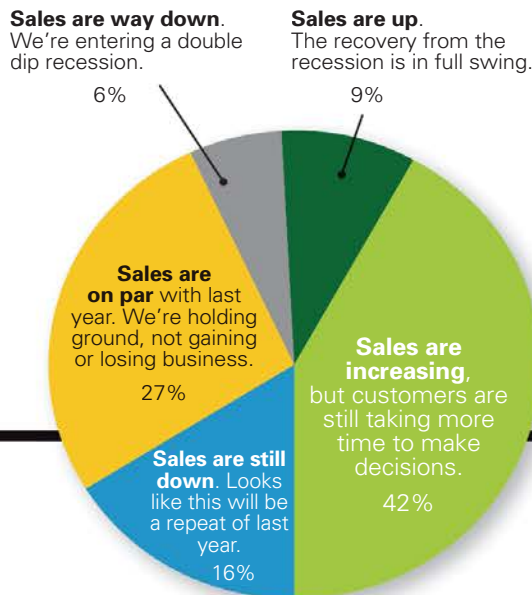 Sales are way down.
We’re entering a double
dip recession.
6%
Sales are up.
The recovery from the
recession is in full swing.
9%
Sales are
on par with last
year. We’re holding
ground, not gaining
or losing business.
27%
Sales are
increasing,
but customers are
still taking more
time to make
decisions.
42%
Sales are still
down. Looks
like this will be
a repeat of last
year.
16%